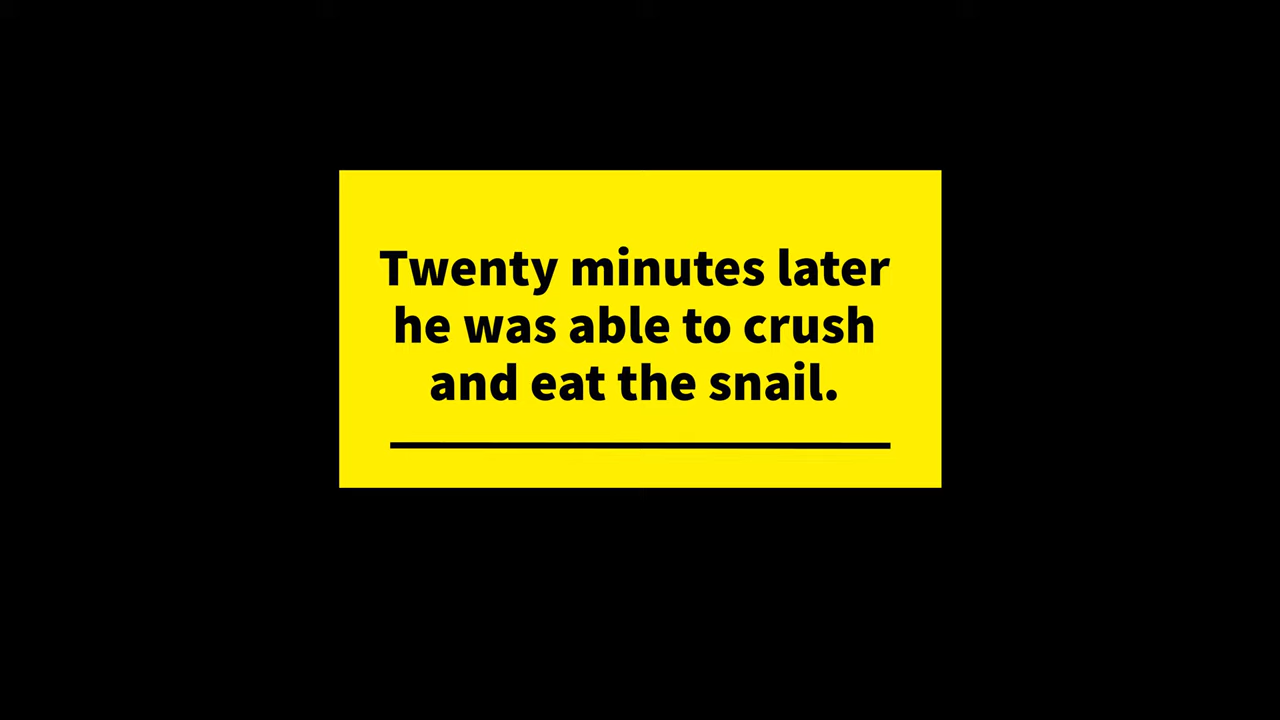 Twenty minutes later
he was able to crush
and eat the snail.